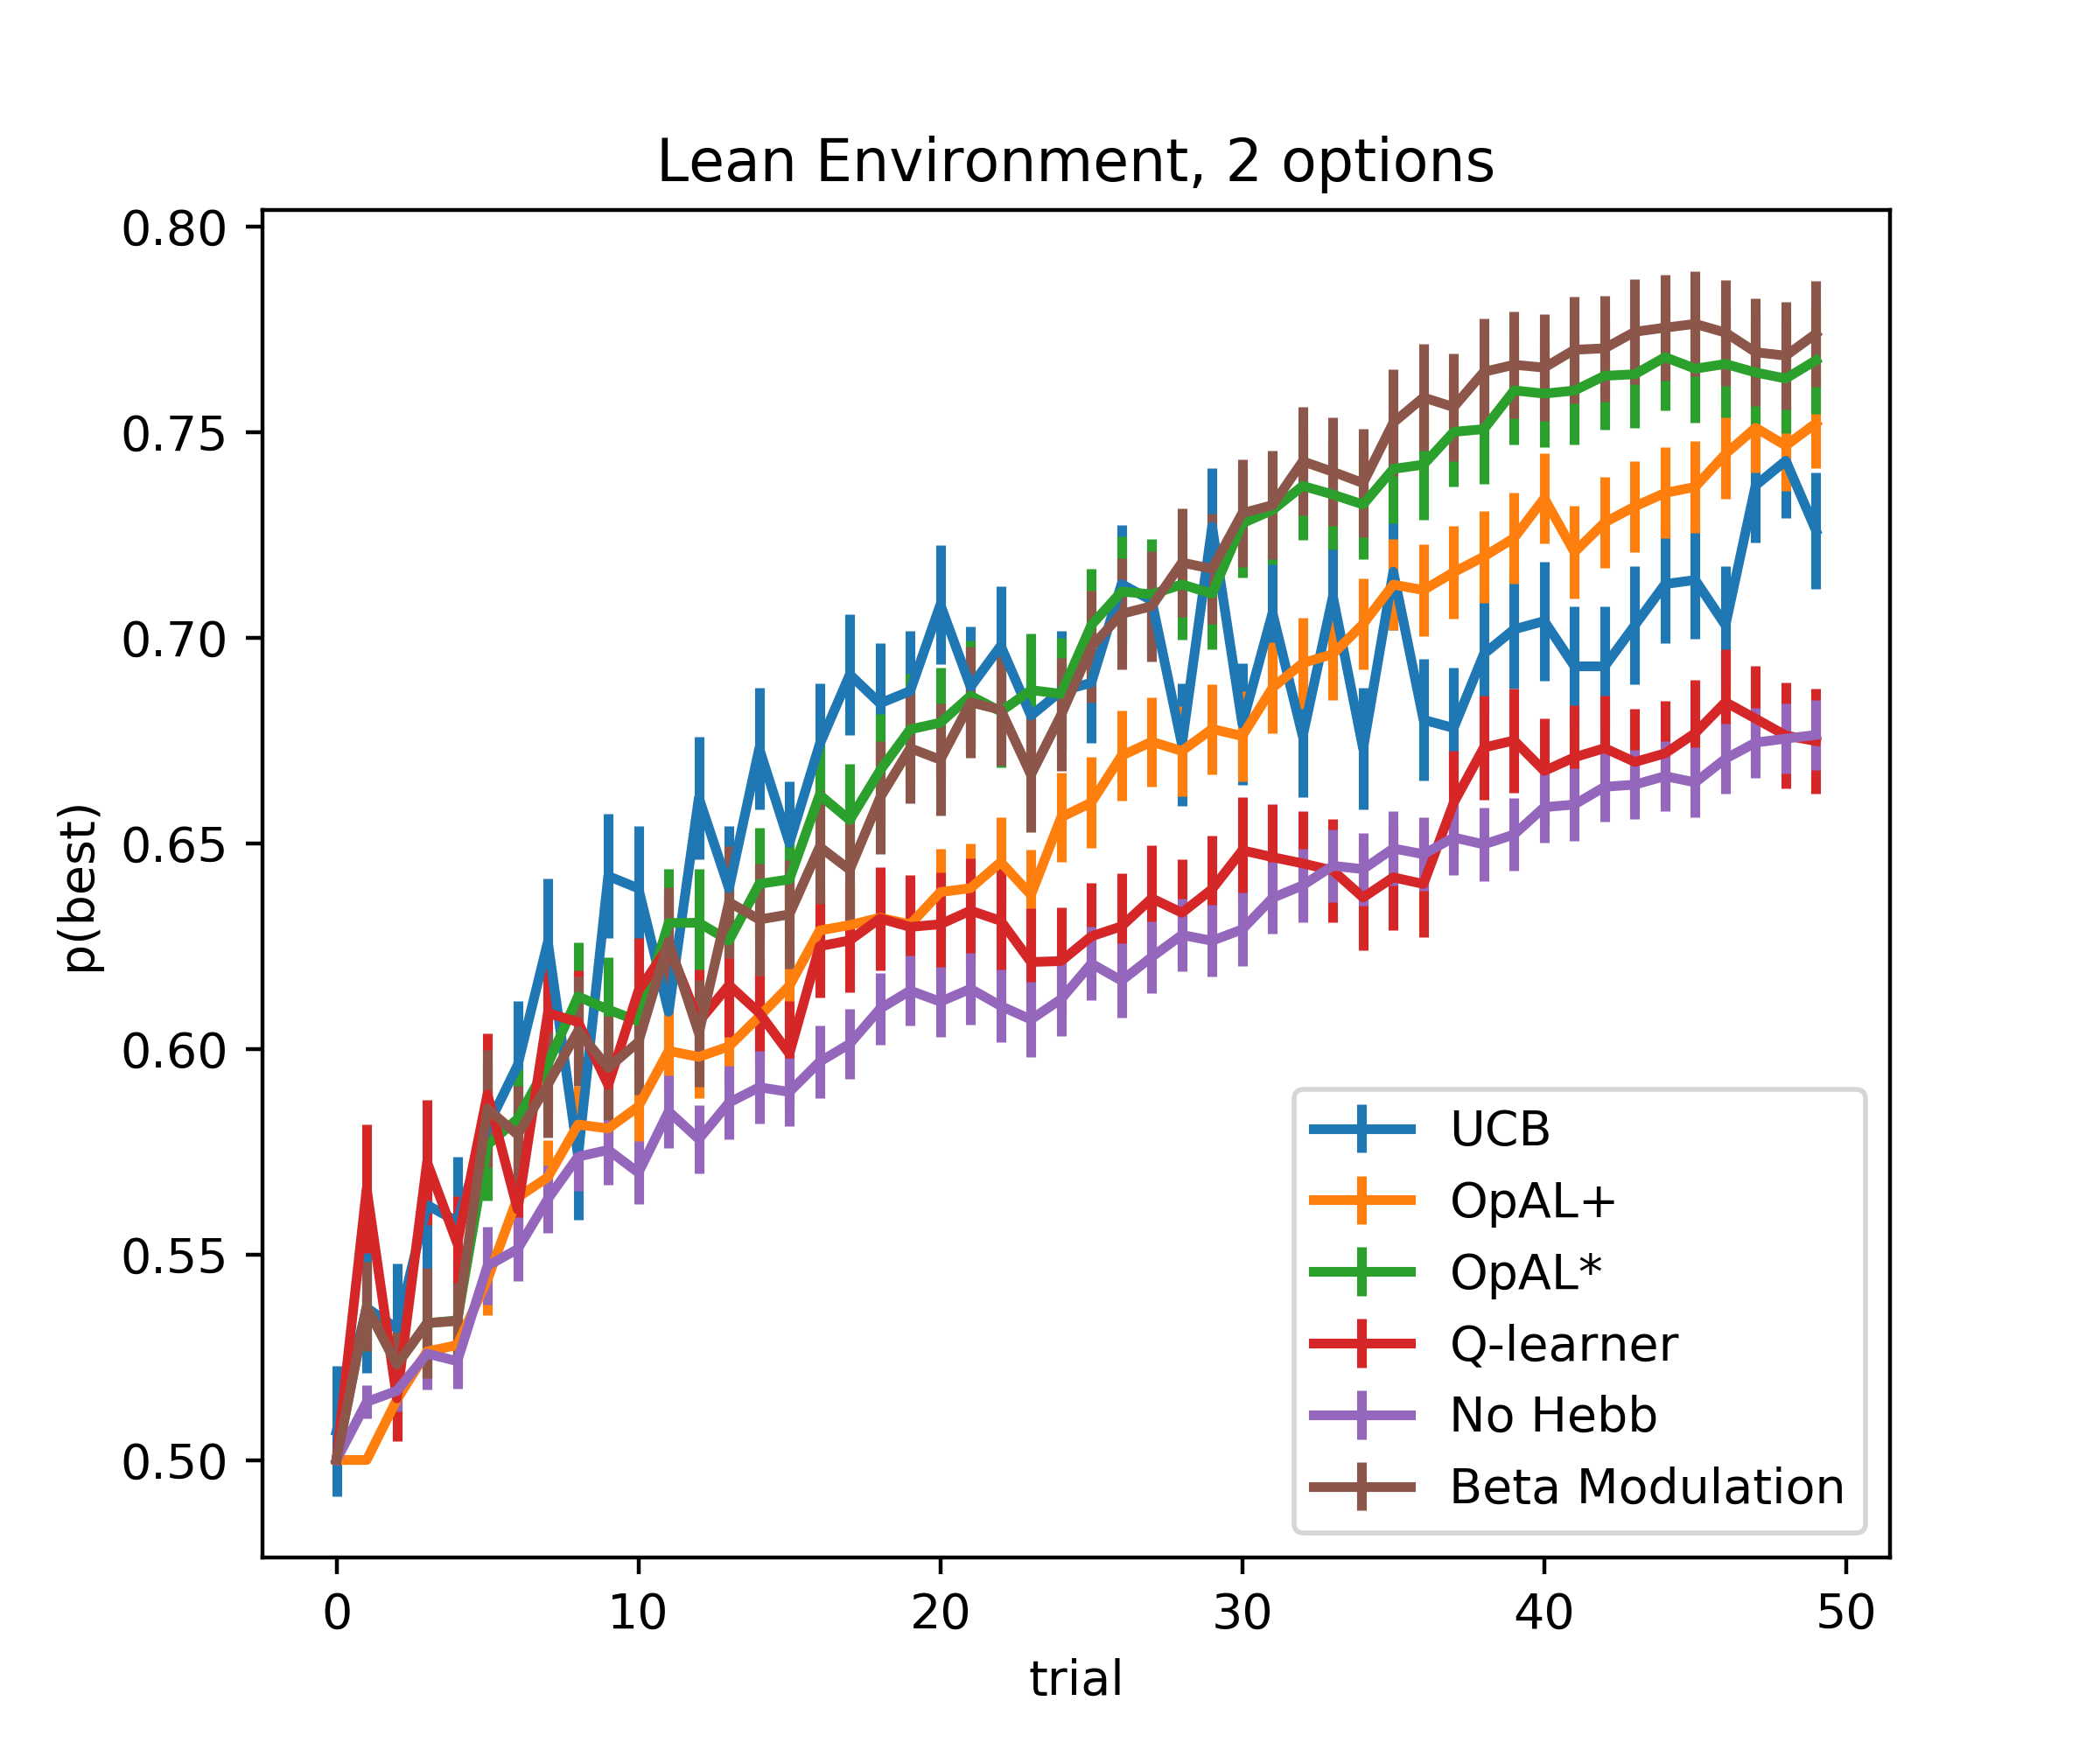 Lean Environment, 2 options
0.80
0.75
0.70
0.65
0.60
0.55
0.50
p(best)
UCB
OpAL+
OpAL*
Q-learner
No Hebb
Beta Modulation
0 10 20 30 40 50
trial